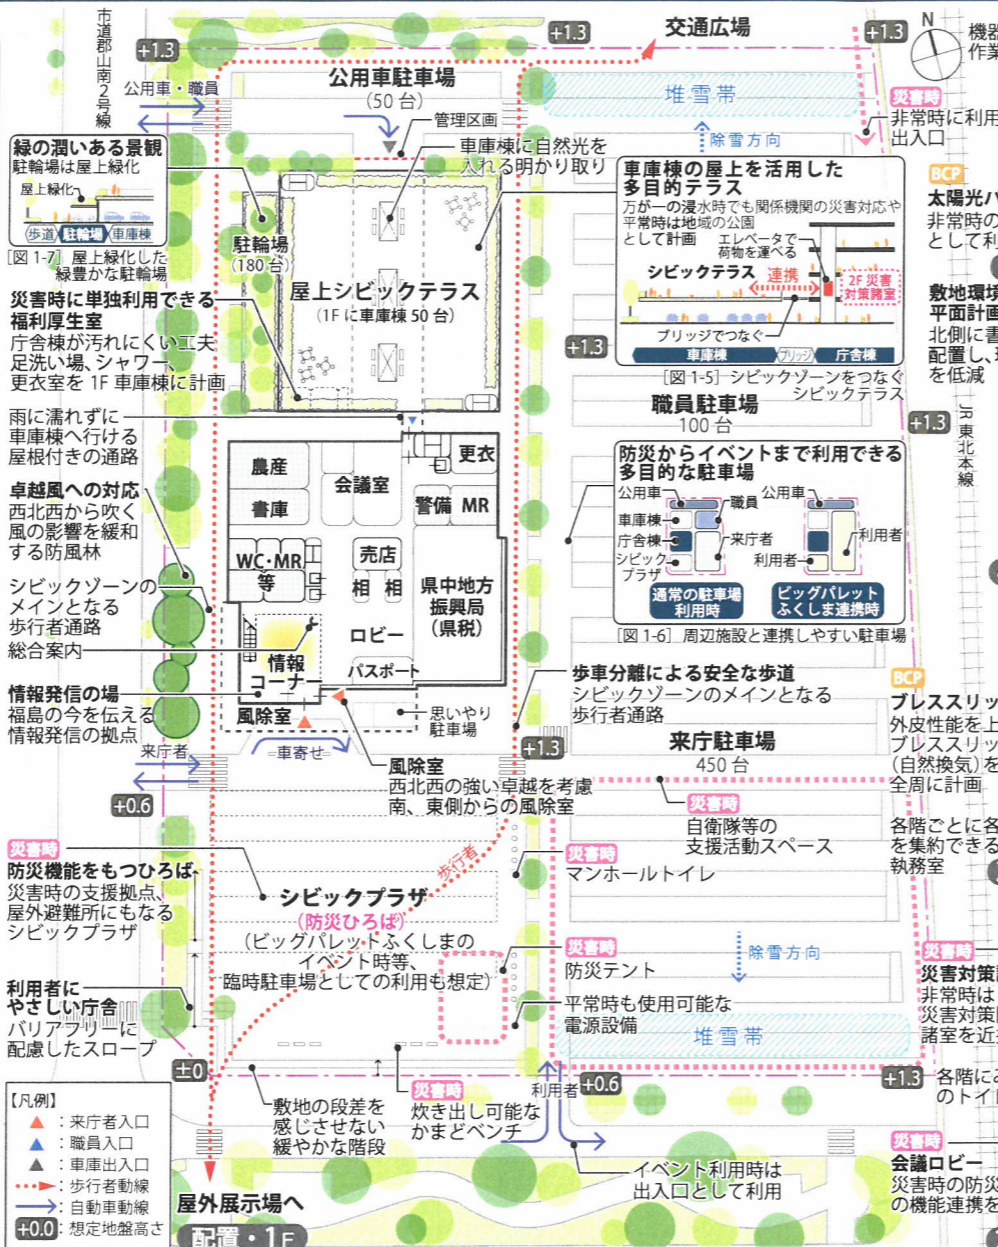 市道郡山南2号線
+1.3
+1.3
交通広場
+1.3
N
機器
作業
公用車・職員
公用車駐車場
(50台)
管理区画
堆雪帯
除雪方向
災害時
非常時に利用
出入口
緑の潤いある景観
駐輪場は屋上緑化
屋上緑化
歩道 駐輪場 車庫棟
[図 1-7] 屋上緑化した
緑豊かな駐輪場
車庫棟に自然光を
入れる明かり取り
駐輪場
(180台)
屋上シビックテラス
(1Fに車庫棟50台)
車庫棟の屋上を活用した
多目的テラス
万が一の浸水時でも関係機関の災害対応や
平常時は地域の公園
として計画
エレベータで
荷物を運べる
シビックテラス
連携
2F 災害
対策諸室
ブリッジでつなぐ
車庫棟 ブリッジ 庁舎棟
[図 1-5] シビックゾーンをつなぐ
シビックテラス
BCP
太陽光パ
非常時の
として利
敷地環境
平面計画
北側に書
配置し、
を低減
災害時に単独利用できる
福利厚生室
庁舎棟が汚れにくい工夫
足洗い場、シャワー、
更衣室を1F車庫棟に計画
+1.3
職員駐車場
100台
+1.3
JR東北本線
雨に濡れずに
車庫棟へ行ける
屋根付きの通路
卓越風への対応
西北西から吹く
風の影響を緩和
する防風林
シビックゾーンの
メインとなる
歩行者通路
総合案内
情報発信の場
福島の今を伝える
情報発信の拠点
農産
書庫
会議室
更衣
警備
MR
WC・MR
等
売店
相 相
県中地方
振興局
(県税)
ロビー
情報
コーナー
パスポート
風除室
思いやり
駐車場
防災からイベントまで利用できる
多目的な駐車場
公用車
車庫棟
庁舎棟
シビック
プラザ
職員
来庁者
公用車
利用者
利用者
通常の駐車場
利用時
ビッグパレット
ふくしま連携時
[図 1-6] 周辺施設と連携しやすい駐車場
歩車分離による安全な歩道
シビックゾーンのメインとなる
歩行者通路
来庁者
車寄せ
+0.6
風除室
西北西の強い卓越を考慮
南、東側からの風除室
+1.3
来庁駐車場
450台
BCP
ブレススリッ
外皮性能を上
ブレススリッ
(自然換気)を
全周に計画
各階ごとに各
を集約できる
執務室
災害時
自衛隊等の
支援活動スペース
災害時
マンホールトイレ
歩行者
災害時
防災機能をもつひろば
災害時の支援拠点、
屋外避難所にもなる
シビックプラザ
シビックプラザ
(防災ひろば)
(ビッグパレットふくしまの
イベント時等、
臨時駐車場としての利用も想定)
災害時
防災テント
平常時も使用可能な
電源設備
除雪方向
堆雪帯
利用者に
やさしい庁舎
バリアフリーに
配慮したスロープ
災害時
災害対策
非常時は
災害対策
諸室を近
±0
敷地の段差を
感じさせない
緩やかな階段
災害時
炊き出し可能な
かまどベンチ
利用者
+0.6
+1.3
各階に
のトイ
イベント利用時は
出入口として利用
災害時
会議ロビー
災害時の防災
の機能連携を
【凡例】
▲:来庁者入口
▲:職員入口
▲:車庫出入口
:歩行者動線
:自動車動線
+0.0:想定地盤高さ
屋外展示場へ
配置・1F